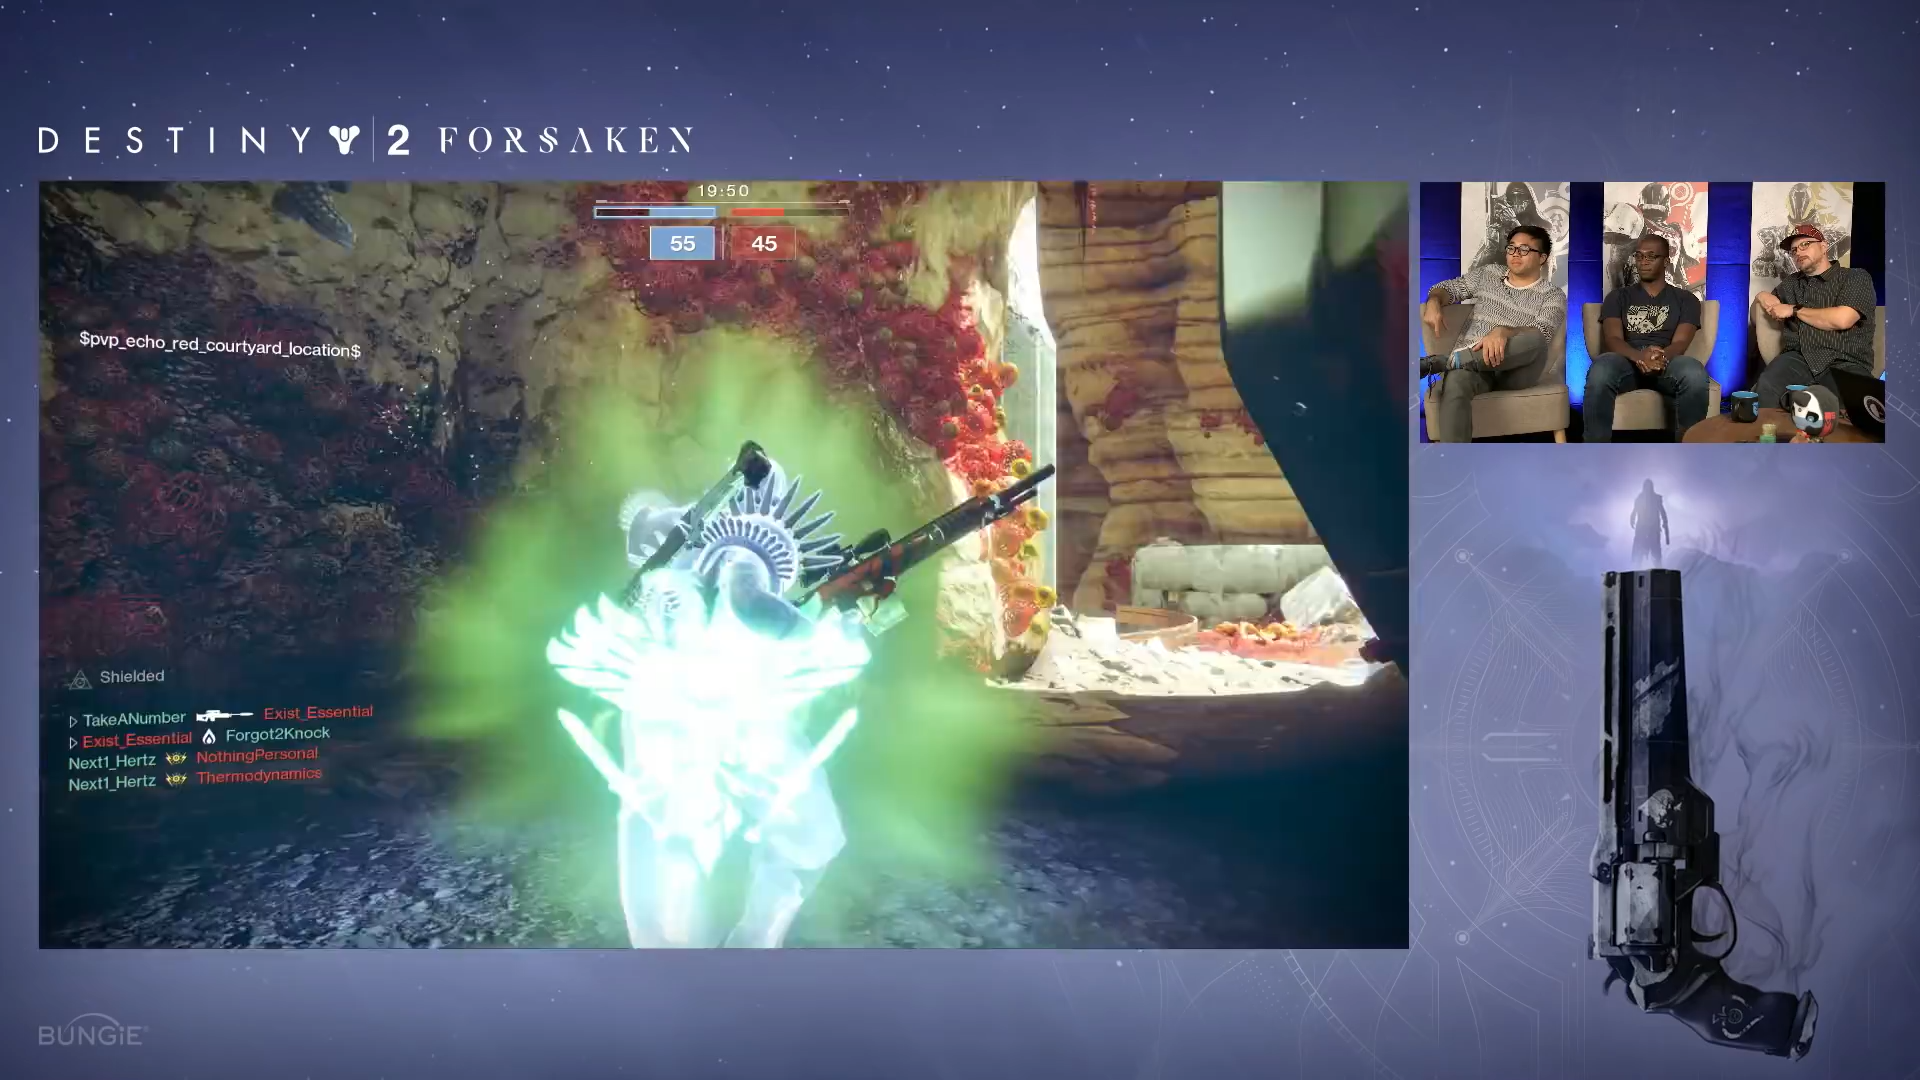 DESTINY 2 FORSAKEN
19:50
55 45
$pvp_echo_red_courtyard_location$
Shielded
TakeANumber Exist_Essential
Exist_Essential Forgot2Knock
Next1_Hertz NothingPersonal
Next1_Hertz Thermodynamics
BUNGiE